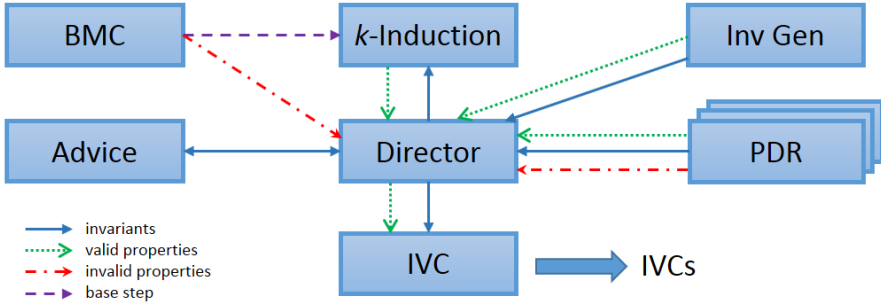 BMC
k-Induction
Inv Gen
Advice
Director
PDR
IVC
IVCs
invariants
valid properties
invalid properties
base step